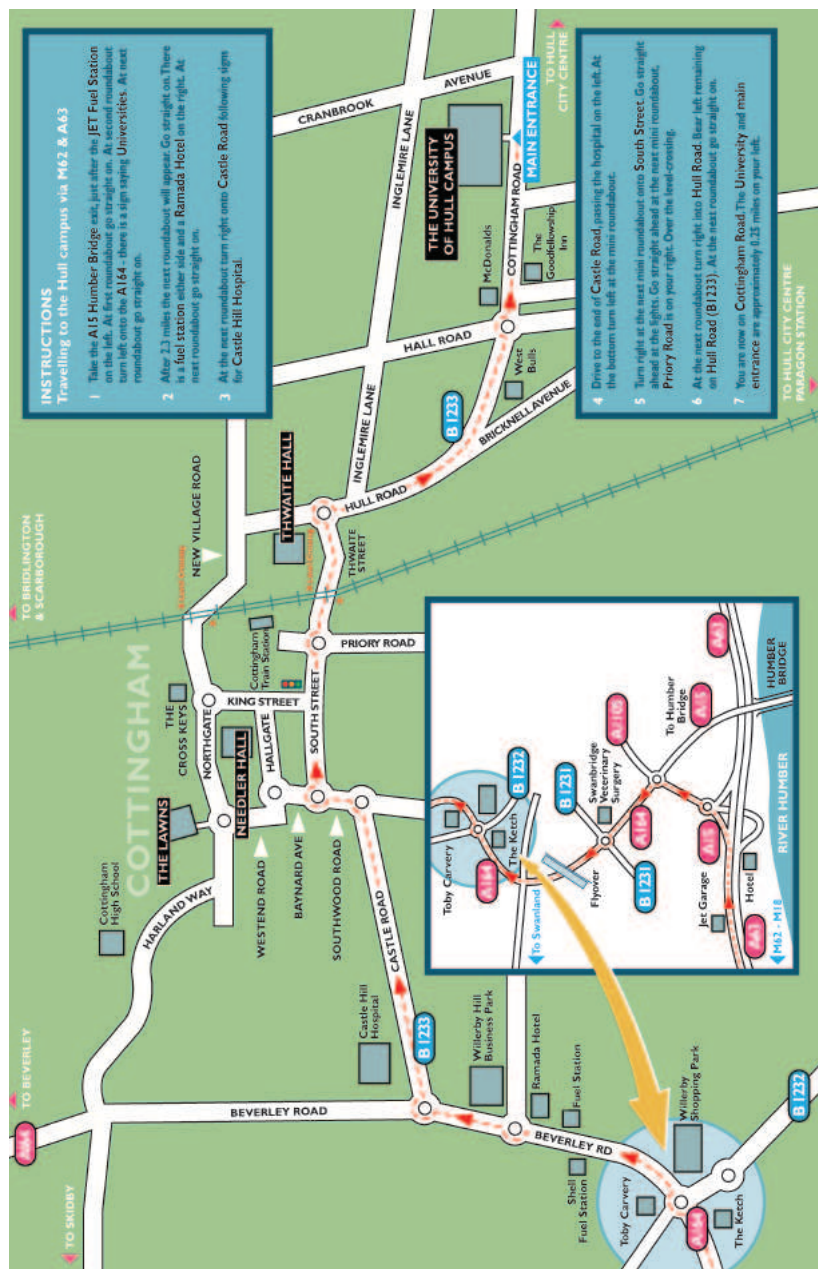 INSTRUCTIONS
Travelling to the Hull campus via M62 & A63
1 Take the A15 Humber Bridge exit, just after the JET Fuel Station
on the left. At first roundabout go straight on. At second roundabout
turn left onto the A164 - there is a sign saying Universities. At next
roundabout go straight on.
2 After 2.3 miles the next roundabout will appear. Go straight on. There
is a fuel station either side and a Ramada Hotel on the right. At
next roundabout go straight on.
3 At the next roundabout turn right onto Castle Road following signs
for Castle Hill Hospital.
4 Drive to the end of Castle Road, passing the hospital on the left. At
the bottom turn left at the mini roundabout.
5 Turn right at the next mini roundabout onto South Street. Go straight
ahead at the lights. Go straight ahead at the next mini roundabout,
Priory Road is on your right. Over the level-crossing.
6 At the next roundabout turn right into Hull Road. Bear left remaining
on Hull Road (B1233). At the next roundabout go straight on.
7 You are now on Cottingham Road. The University and main
entrance are approximately 0.25 miles on your left.
TO SKIDBY
A164
TO BEVERLEY
TO BRIDLINGTON
& SCARBOROUGH
COTTINGHAM
Cottingham
High School
HARLAND WAY
THE LAWNS
THE
CROSS KEYS
NORTHGATE
NEW VILLAGE ROAD
NEEDLER HALL
KING STREET
HALLGATE
Cottingham
Train Station
THWAITE HALL
WESTEND ROAD
BAYNARD AVE
SOUTHWOOD ROAD
SOUTH STREET
PRIORY ROAD
THWAITE
STREET
HULL ROAD
INGLEMIRE LANE
INGLEMIRE LANE
CRANBROOK
AVENUE
HALL ROAD
B1233
BRICKNELL AVENUE
West
Bulls
McDonalds
The
Goodfellowship
Inn
COTTINGHAM ROAD
THE UNIVERSITY
OF HULL CAMPUS
MAIN ENTRANCE
TO HULL
CITY CENTRE
TO HULL CITY CENTRE
PARAGON STATION
BEVERLEY ROAD
Castle Hill
Hospital
CASTLE ROAD
B1233
Willerby Hill
Business Park
Ramada Hotel
Fuel Station
BEVERLEY RD
Shell
Fuel Station
Toby Carvery
Willerby
Shopping Park
A164
The Ketch
B1232
Toby Carvery
A164
The Ketch
B1232
To Swanland
Flyover
B1231
B1231
Swanbridge
Veterinary
Surgery
A164
A1105
To Humber
Bridge
A15
A63
Jet Garage
A15
Hotel
A63
M62 - M18
RIVER HUMBER
HUMBER
BRIDGE